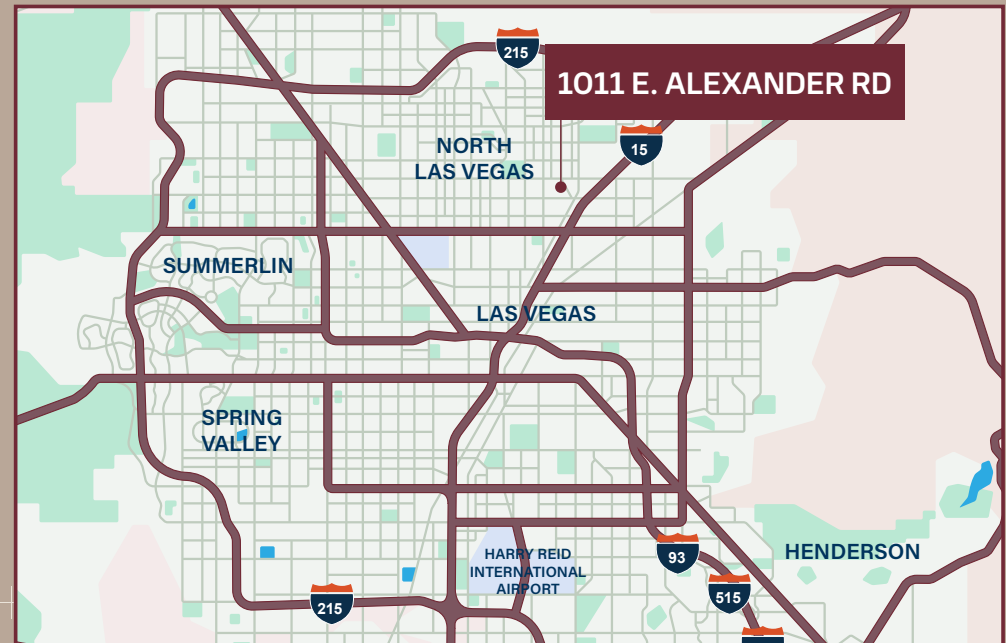 215
1011 E. ALEXANDER RD
15
NORTH
LAS VEGAS
SUMMERLIN
LAS VEGAS
SPRING
VALLEY
HARRY REID
INTERNATIONAL
AIRPORT
93
HENDERSON
515
215